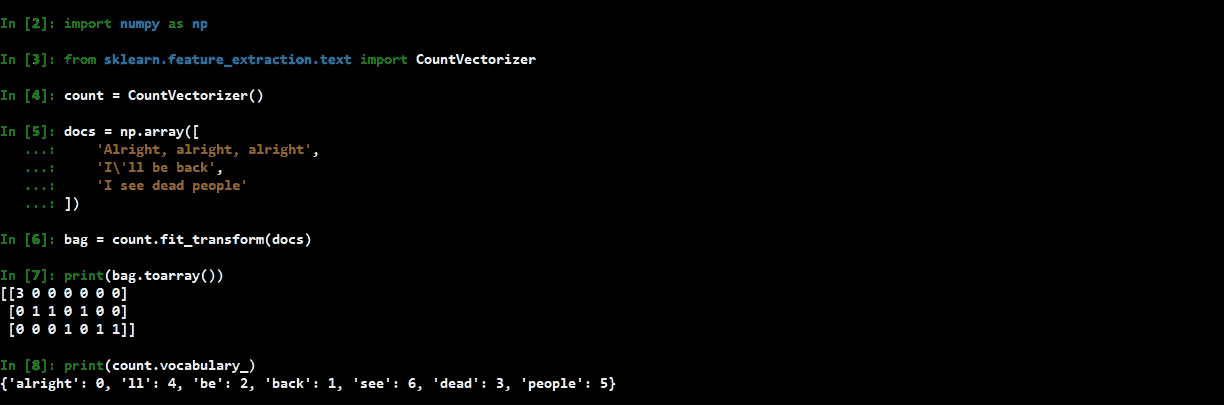 In [2]: import numpy as np
In [3]: from sklearn.feature_extraction.text import CountVectorizer
In [4]: count = CountVectorizer()
In [5]: docs = np.array([
   ...:     'Alright, alright, alright',
   ...:     'I\'ll be back',
   ...:     'I see dead people'
   ...: ])
In [6]: bag = count.fit_transform(docs)
In [7]: print(bag.toarray())
[[3 0 0 0 0 0 0]
 [0 1 1 0 1 0 0]
 [0 0 0 1 0 1 1]]
In [8]: print(count.vocabulary_)
{'alright': 0, 'll': 4, 'be': 2, 'back': 1, 'see': 6, 'dead': 3, 'people': 5}